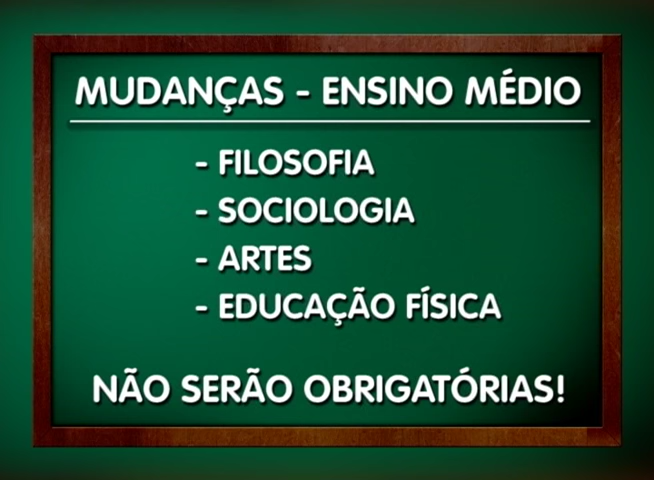 MUDANÇAS - ENSINO MÉDIO
- FILOSOFIA
- SOCIOLOGIA
- ARTES
- EDUCAÇÃO FÍSICA
NÃO SERÃO OBRIGATÓRIAS!